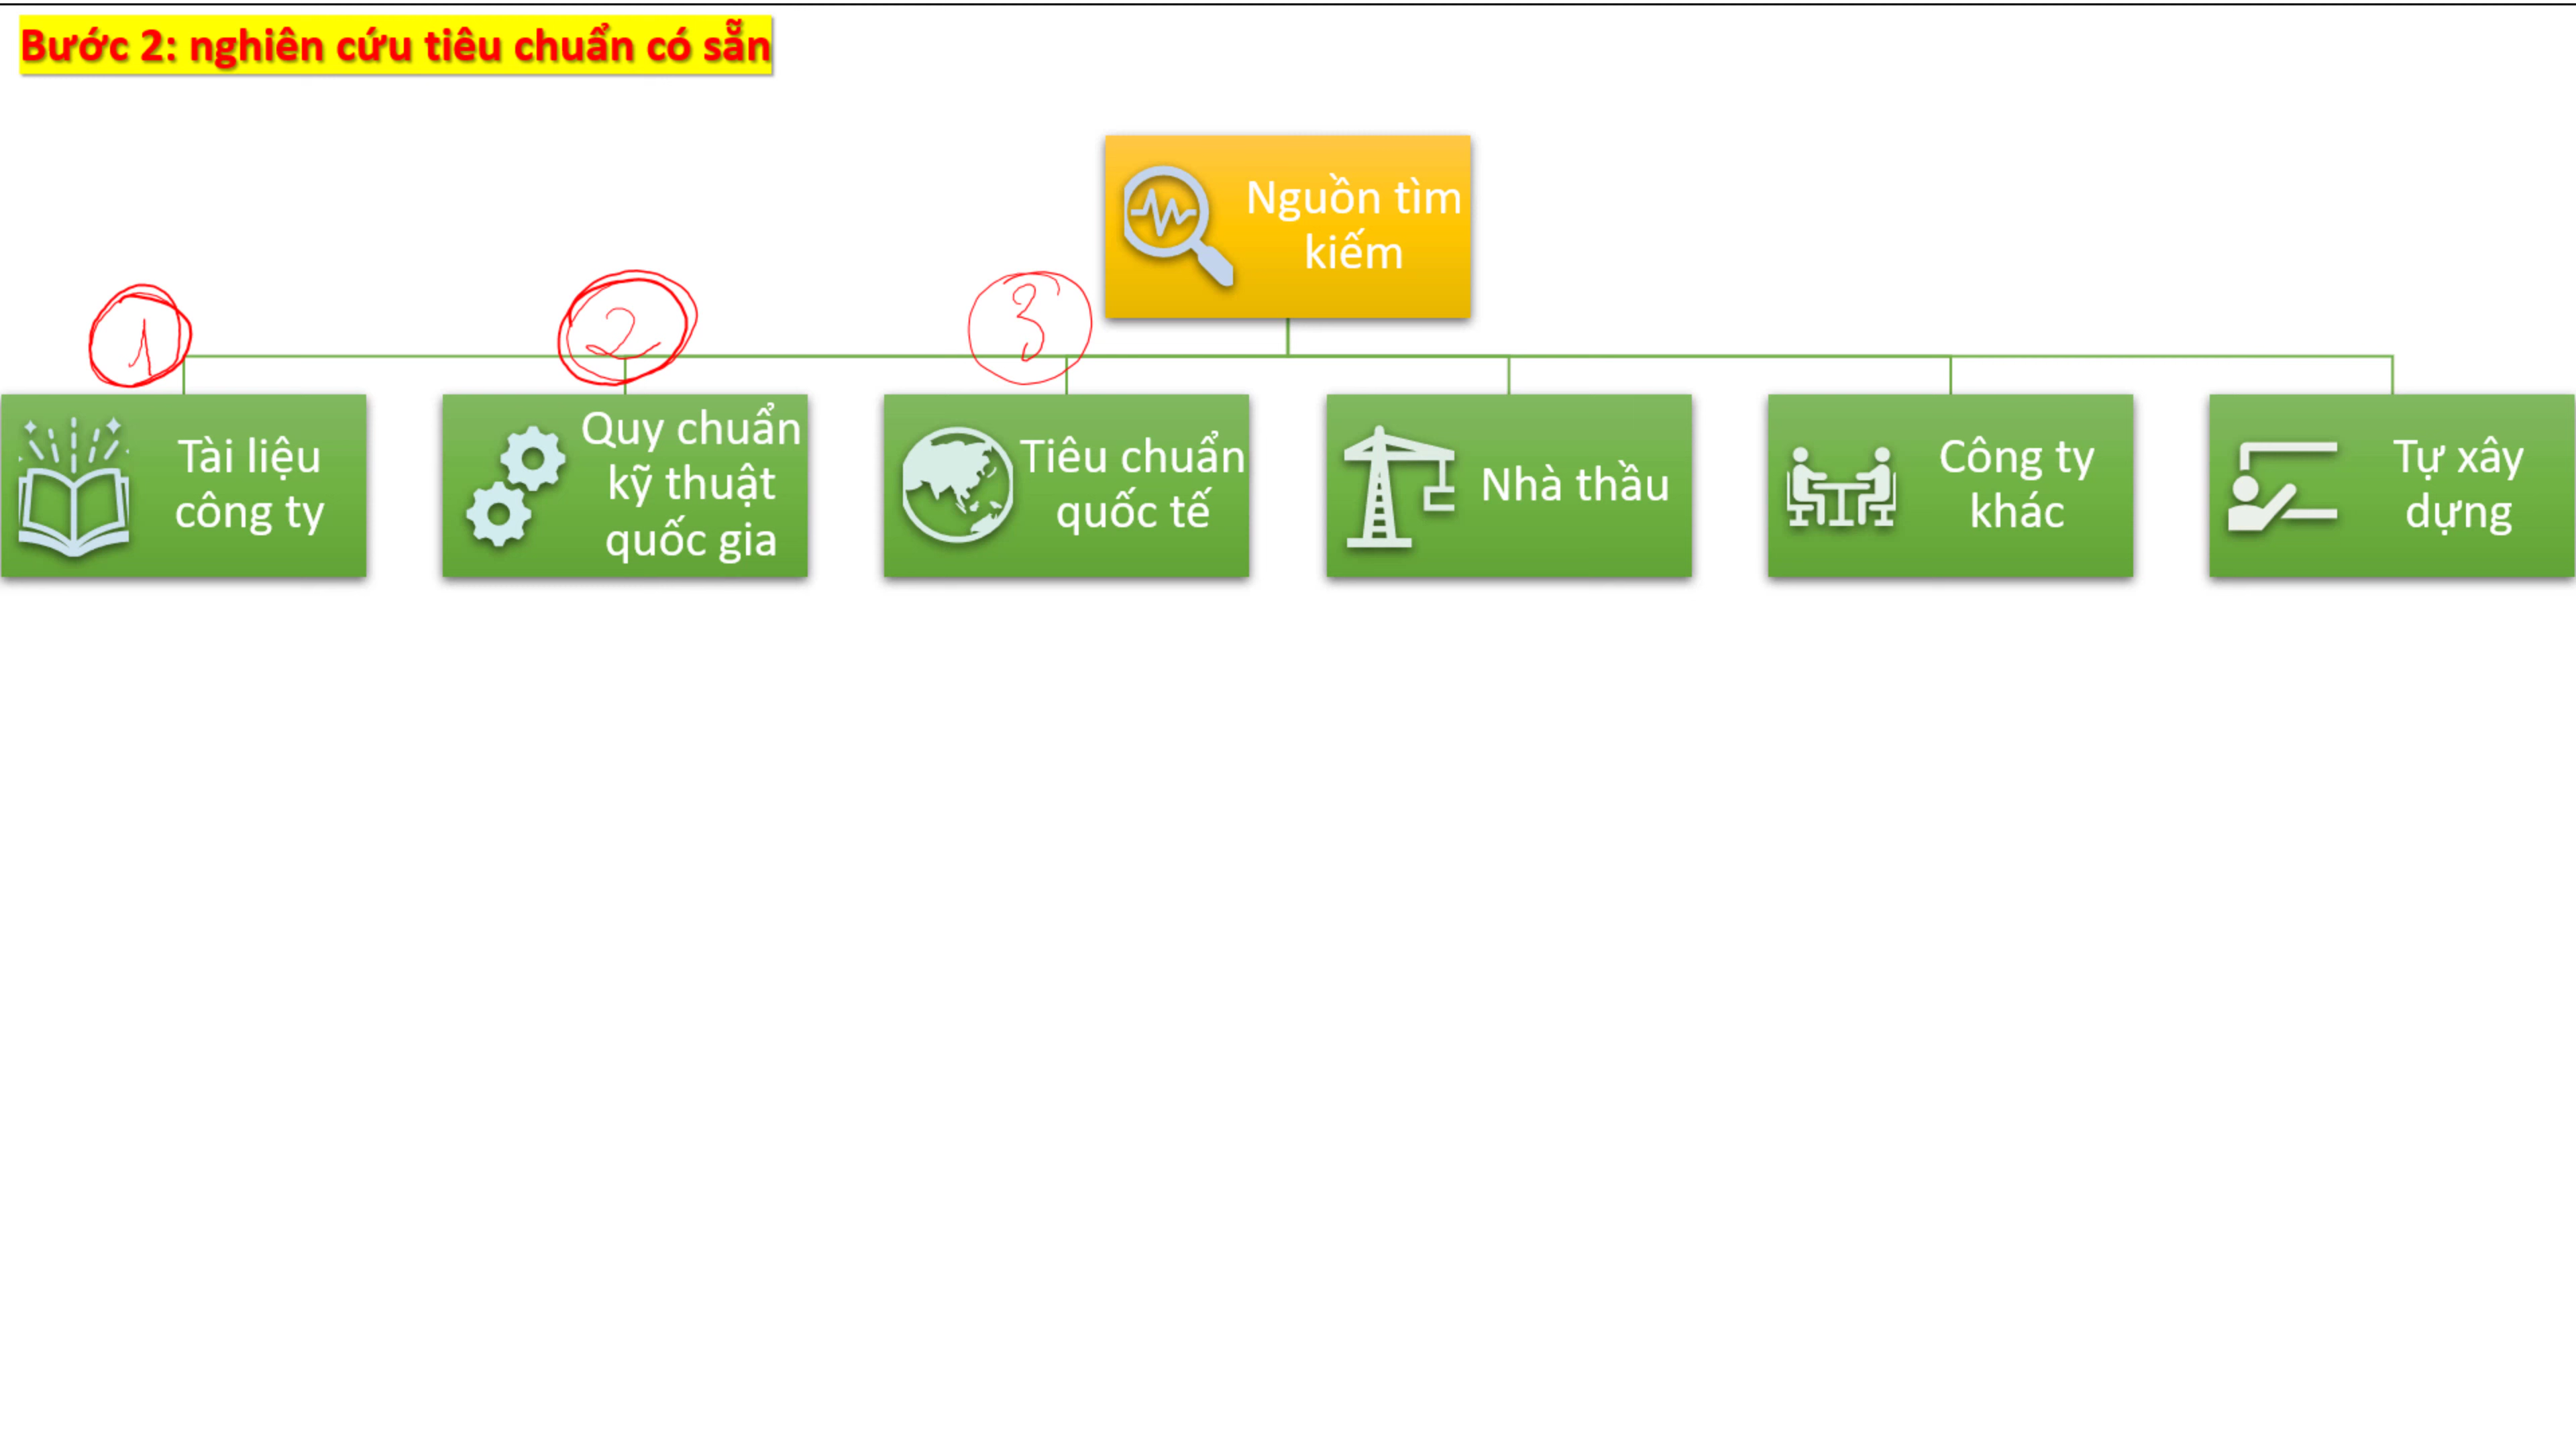 Bước 2: nghiên cứu tiêu chuẩn có sẵn
Nguồn tìm
kiếm
1
2
3
Tài liệu
công ty
Quy chuẩn
kỹ thuật
quốc gia
Tiêu chuẩn
quốc tế
Nhà thầu
Công ty
khác
Tự xây
dựng